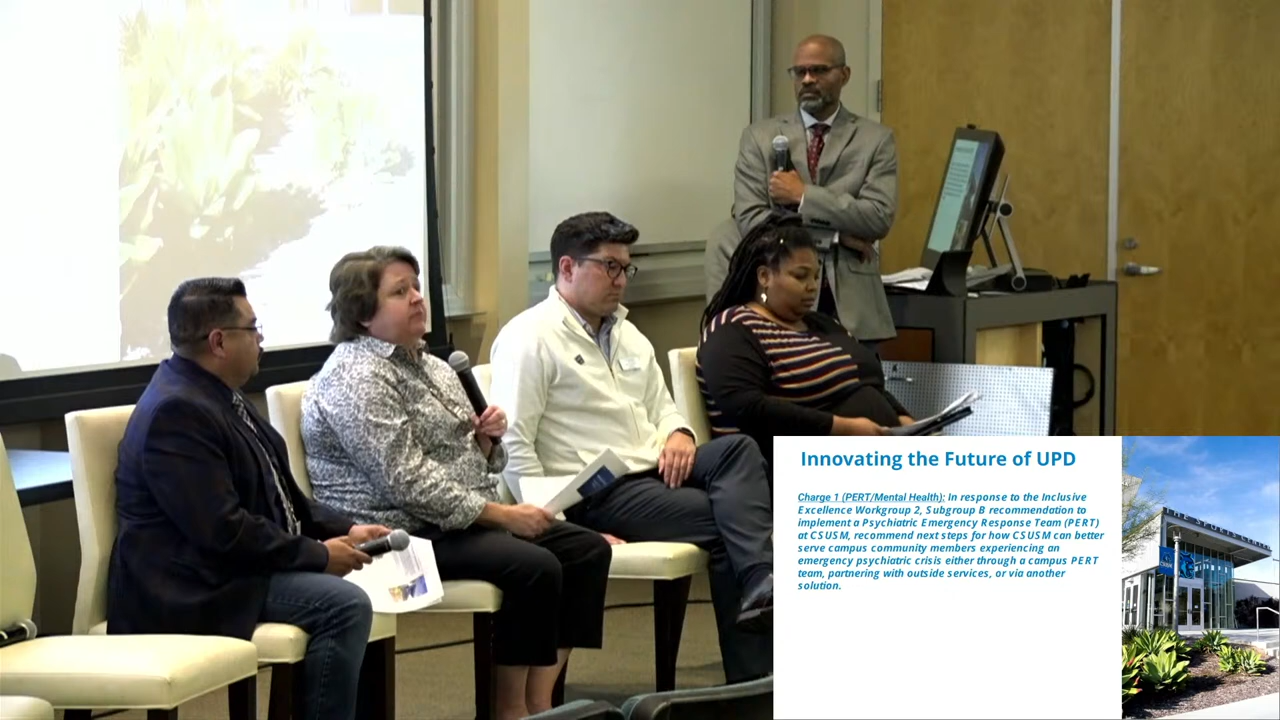 Innovating the Future of UPD
Charge 1 (PERT/Mental Health): In response to the Inclusive
Excellence Workgroup 2, Subgroup B recommendation to
implement a Psychiatric Emergency Response Team (PERT)
at CSUSM, recommend next steps for how CSUSM can better
serve campus community members experiencing an
emergency psychiatric crisis either through a campus PERT
team, partnering with outside services, or via another
solution.